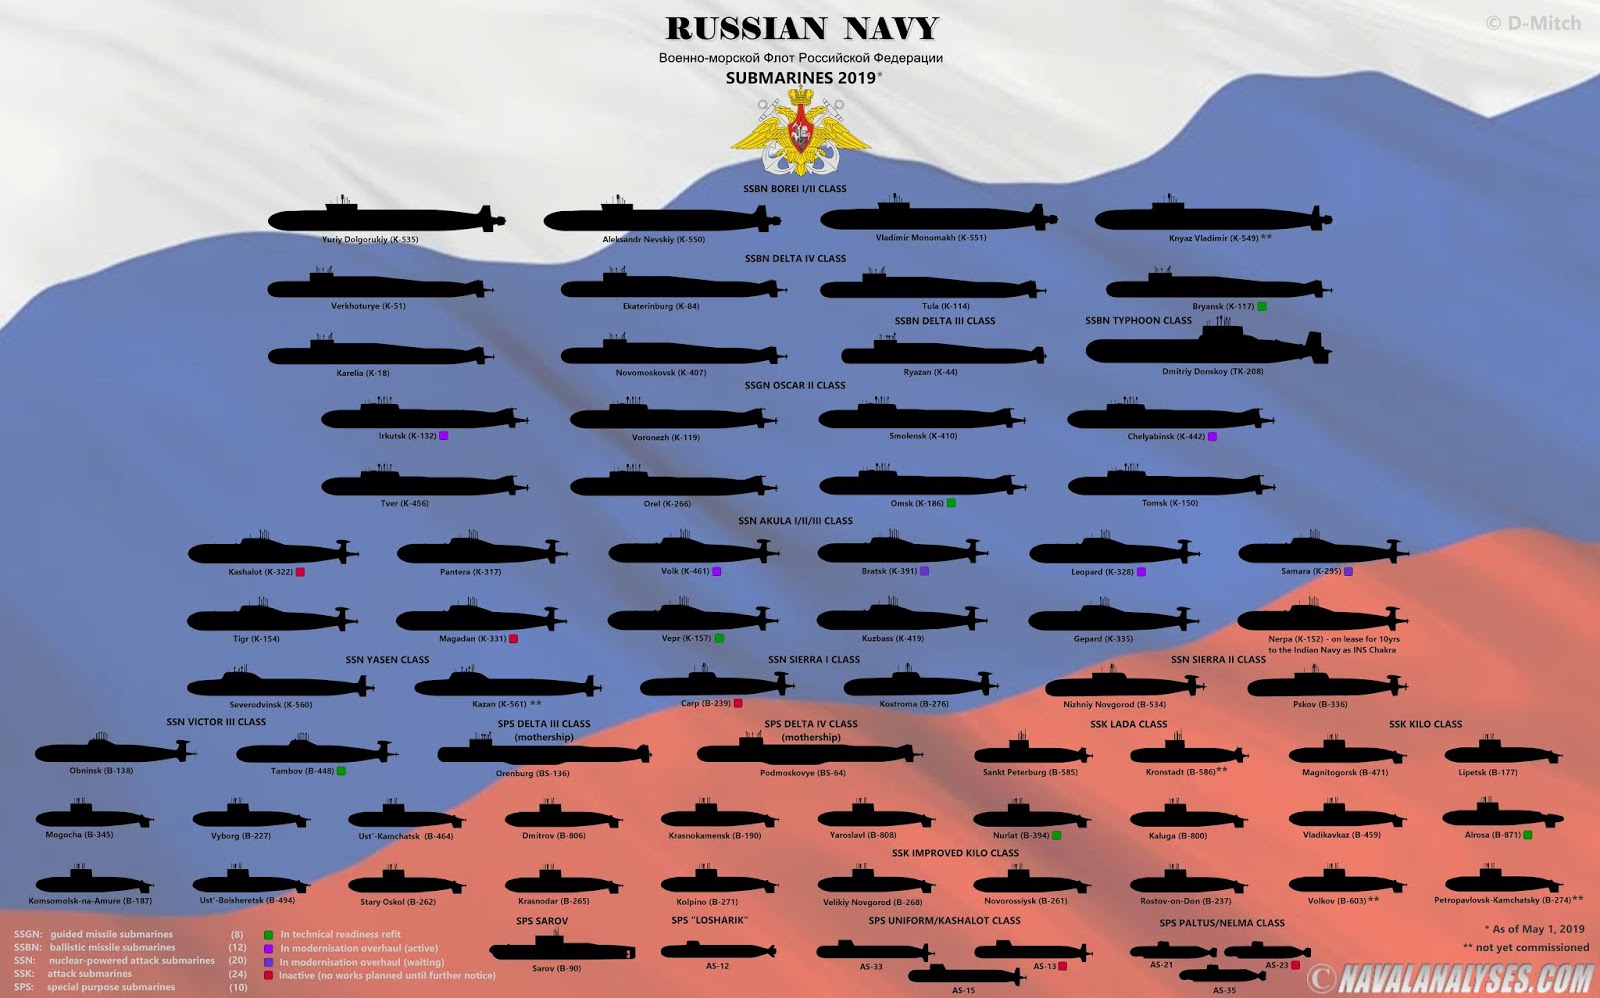 RUSSIAN NAVY
© D-Mitch
Военно-морской Флот Российской Федерации
SUBMARINES 2019*
SSBN BOREI I/II CLASS
Yuriy Dolgorukiy (K-535)
Aleksandr Nevskiy (K-550)
Vladimir Monomakh (K-551)
Knyaz Vladimir (K-549) **
SSBN DELTA IV CLASS
Verkhoturye (K-51)
Ekaterinburg (K-84)
Tula (K-114)
Bryansk (K-117)
SSBN DELTA III CLASS
SSBN TYPHOON CLASS
Karelia (K-18)
Novomoskovsk (K-407)
Ryazan (K-44)
Dmitriy Donskoy (TK-208)
SSGN OSCAR II CLASS
Irkutsk (K-132)
Voronezh (K-119)
Smolensk (K-410)
Chelyabinsk (K-442)
Tver (K-456)
Orel (K-266)
Omsk (K-186)
Tomsk (K-150)
SSN AKULA I/II/III CLASS
Kashalot (K-322)
Pantera (K-317)
Volk (K-461)
Bratsk (K-391)
Leopard (K-328)
Samara (K-295)
Tigr (K-154)
Magadan (K-331)
Vepr (K-157)
Kuzbass (K-419)
Gepard (K-335)
Nerpa (K-152) - on lease for 10yrs
to the Indian Navy as INS Chakra
SSN YASEN CLASS
SSN SIERRA I CLASS
SSN SIERRA II CLASS
Severodvinsk (K-560)
Kazan (K-561) **
Carp (B-239)
Kostroma (B-276)
Nizhniy Novgorod (B-534)
Pskov (B-336)
SSN VICTOR III CLASS
SPS DELTA III CLASS
(mothership)
SPS DELTA IV CLASS
(mothership)
SSK LADA CLASS
SSK KILO CLASS
Obninsk (B-138)
Tambov (B-448)
Orenburg (BS-136)
Podmoskovye (BS-64)
Sankt Peterburg (B-585)
Kronstadt (B-586)**
Magnitogorsk (B-471)
Lipetsk (B-177)
Mogocha (B-345)
Vyborg (B-227)
Ust'-Kamchatsk (B-464)
Dmitrov (B-806)
Krasnokamensk (B-190)
Yaroslavl (B-808)
Nurlat (B-394)
Kaluga (B-800)
Vladikavkaz (B-459)
Alrosa (B-871)
SSK IMPROVED KILO CLASS
Komsomolsk-na-Amure (B-187)
Ust'-Bolsheretsk (B-494)
Stary Oskol (B-262)
Krasnodar (B-265)
Kolpino (B-271)
Velikiy Novgorod (B-268)
Novorossiysk (B-261)
Rostov-on-Don (B-237)
Volkov (B-603) **
Petropavlovsk-Kamchatsky (B-274)**
SPS SAROV
SPS "LOSHARIK"
SPS UNIFORM/KASHALOT CLASS
SPS PALTUS/NELMA CLASS
Sarov (B-90)
AS-12
AS-33
AS-13
AS-15
AS-21
AS-23
AS-35
SSGN: guided missile submarines (8)
SSBN: ballistic missile submarines (12)
SSN: nuclear-powered attack submarines (20)
SSK: attack submarines (24)
SPS: special purpose submarines (10)
In technical readiness refit
In modernisation overhaul (active)
In modernisation overhaul (waiting)
Inactive (no works planned until further notice)
* As of May 1, 2019
** not yet commissioned
©NAVALANALYSES.COM